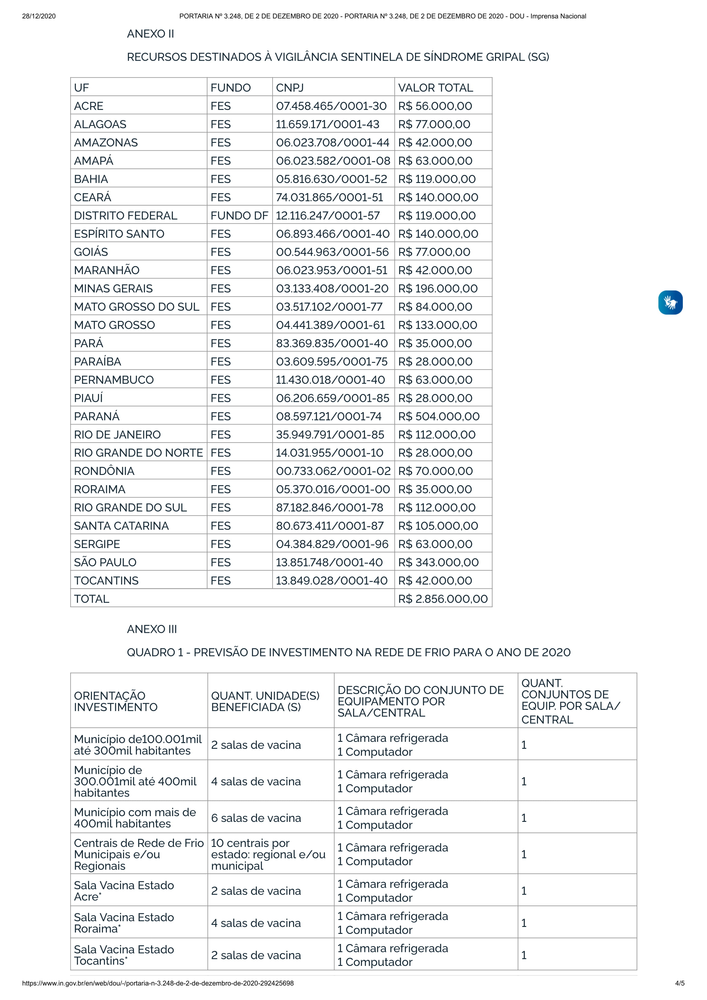 28/12/2020 PORTARIA Nº 3.248, DE 2 DE DEZEMBRO DE 2020 - PORTARIA Nº 3.248, DE 2 DE DEZEMBRO DE 2020 - DOU - Imprensa Nacional
ANEXO II
RECURSOS DESTINADOS À VIGILÂNCIA SENTINELA DE SÍNDROME GRIPAL (SG)
UF FUNDO CNPJ VALOR TOTAL
ACRE FES 07.458.465/0001-30 R$ 56.000,00
ALAGOAS FES 11.659.171/0001-43 R$ 77.000,00
AMAZONAS FES 06.023.708/0001-44 R$ 42.000,00
AMAPÁ FES 06.023.582/0001-08 R$ 63.000,00
BAHIA FES 05.816.630/0001-52 R$ 119.000,00
CEARÁ FES 74.031.865/0001-51 R$ 140.000,00
DISTRITO FEDERAL FUNDO DF 12.116.247/0001-57 R$ 119.000,00
ESPÍRITO SANTO FES 06.893.466/0001-40 R$ 140.000,00
GOIÁS FES 00.544.963/0001-56 R$ 77.000,00
MARANHÃO FES 06.023.953/0001-51 R$ 42.000,00
MINAS GERAIS FES 03.133.408/0001-20 R$ 196.000,00
MATO GROSSO DO SUL FES 03.517.102/0001-77 R$ 84.000,00
MATO GROSSO FES 04.441.389/0001-61 R$ 133.000,00
PARÁ FES 83.369.835/0001-40 R$ 35.000,00
PARAÍBA FES 03.609.595/0001-75 R$ 28.000,00
PERNAMBUCO FES 11.430.018/0001-40 R$ 63.000,00
PIAUÍ FES 06.206.659/0001-85 R$ 28.000,00
PARANÁ FES 08.597.121/0001-74 R$ 504.000,00
RIO DE JANEIRO FES 35.949.791/0001-85 R$ 112.000,00
RIO GRANDE DO NORTE FES 14.031.955/0001-10 R$ 28.000,00
RONDÔNIA FES 00.733.062/0001-02 R$ 70.000,00
RORAIMA FES 05.370.016/0001-00 R$ 35.000,00
RIO GRANDE DO SUL FES 87.182.846/0001-78 R$ 112.000,00
SANTA CATARINA FES 80.673.411/0001-87 R$ 105.000,00
SERGIPE FES 04.384.829/0001-96 R$ 63.000,00
SÃO PAULO FES 13.851.748/0001-40 R$ 343.000,00
TOCANTINS FES 13.849.028/0001-40 R$ 42.000,00
TOTAL R$ 2.856.000,00
ANEXO III
QUADRO 1 - PREVISÃO DE INVESTIMENTO NA REDE DE FRIO PARA O ANO DE 2020
ORIENTAÇÃO
INVESTIMENTO
QUANT. UNIDADE(S)
BENEFICIADA (S)
DESCRIÇÃO DO CONJUNTO DE
EQUIPAMENTO POR
SALA/CENTRAL
QUANT.
CONJUNTOS DE
EQUIP. POR SALA/
CENTRAL
Município de100.001mil
até 300mil habitantes
2 salas de vacina
1 Câmara refrigerada
1 Computador
1
Município de
300.001mil até 400mil
habitantes
4 salas de vacina
1 Câmara refrigerada
1 Computador
1
Município com mais de
400mil habitantes
6 salas de vacina
1 Câmara refrigerada
1 Computador
1
Centrais de Rede de Frio
Municipais e/ou
Regionais
10 centrais por
estado: regional e/ou
municipal
1 Câmara refrigerada
1 Computador
1
Sala Vacina Estado
Acre*
2 salas de vacina
1 Câmara refrigerada
1 Computador
1
Sala Vacina Estado
Roraima*
4 salas de vacina
1 Câmara refrigerada
1 Computador
1
Sala Vacina Estado
Tocantins*
2 salas de vacina
1 Câmara refrigerada
1 Computador
1
https://www.in.gov.br/en/web/dou/-/portaria-n-3.248-de-2-de-dezembro-de-2020-292425698 4/5